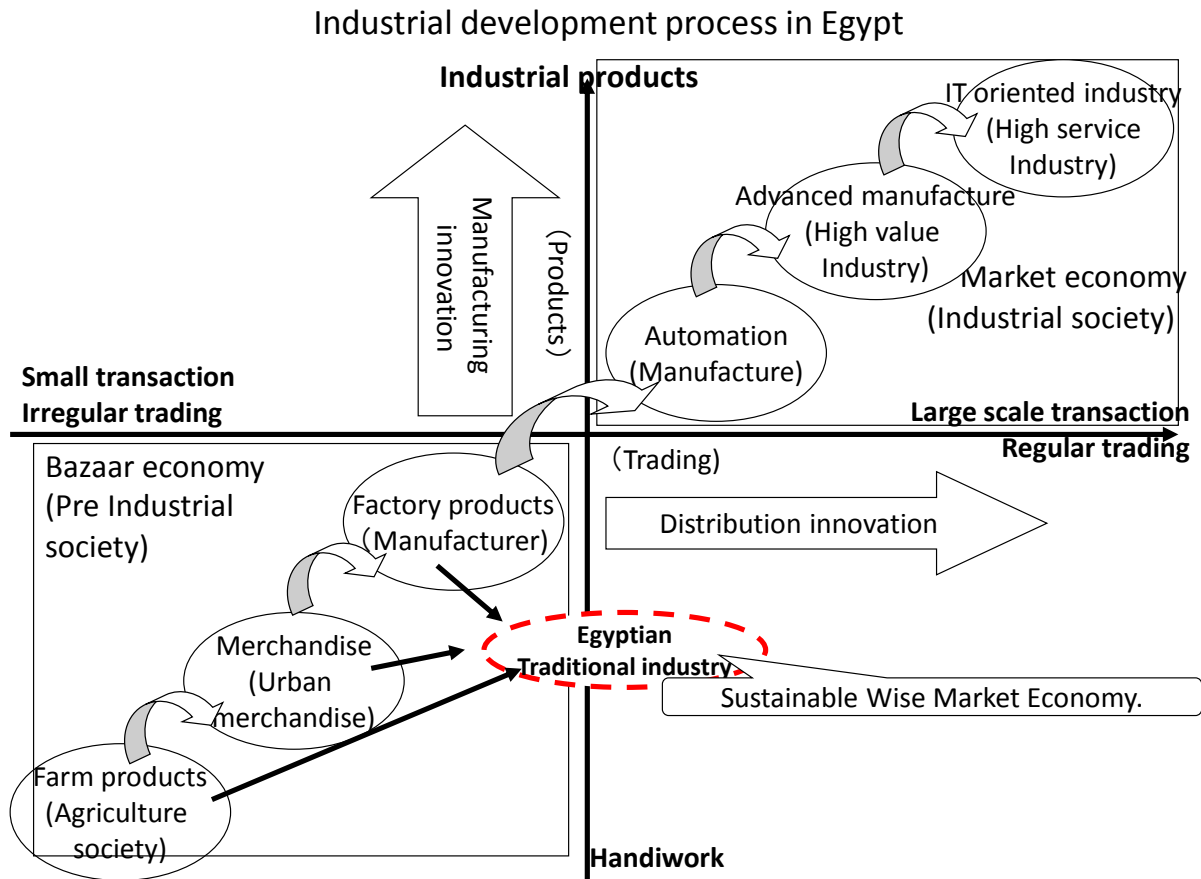 Industrial development process in Egypt
Industrial products
IT oriented industry
(High service
Industry)
Manufacturing
innovation
（Products）
Advanced manufacture
(High value
Industry)
Market economy
(Industrial society)
Automation
(Manufacture)
Small transaction
Irregular trading
Large scale transaction
Regular trading
Bazaar economy
(Pre Industrial
society)
（Trading)
Factory products
（Manufacturer)
Distribution innovation
Merchandise
(Urban
merchandise)
Egyptian
Traditional industry
Sustainable Wise Market Economy.
Farm products
(Agriculture
society)
Handiwork